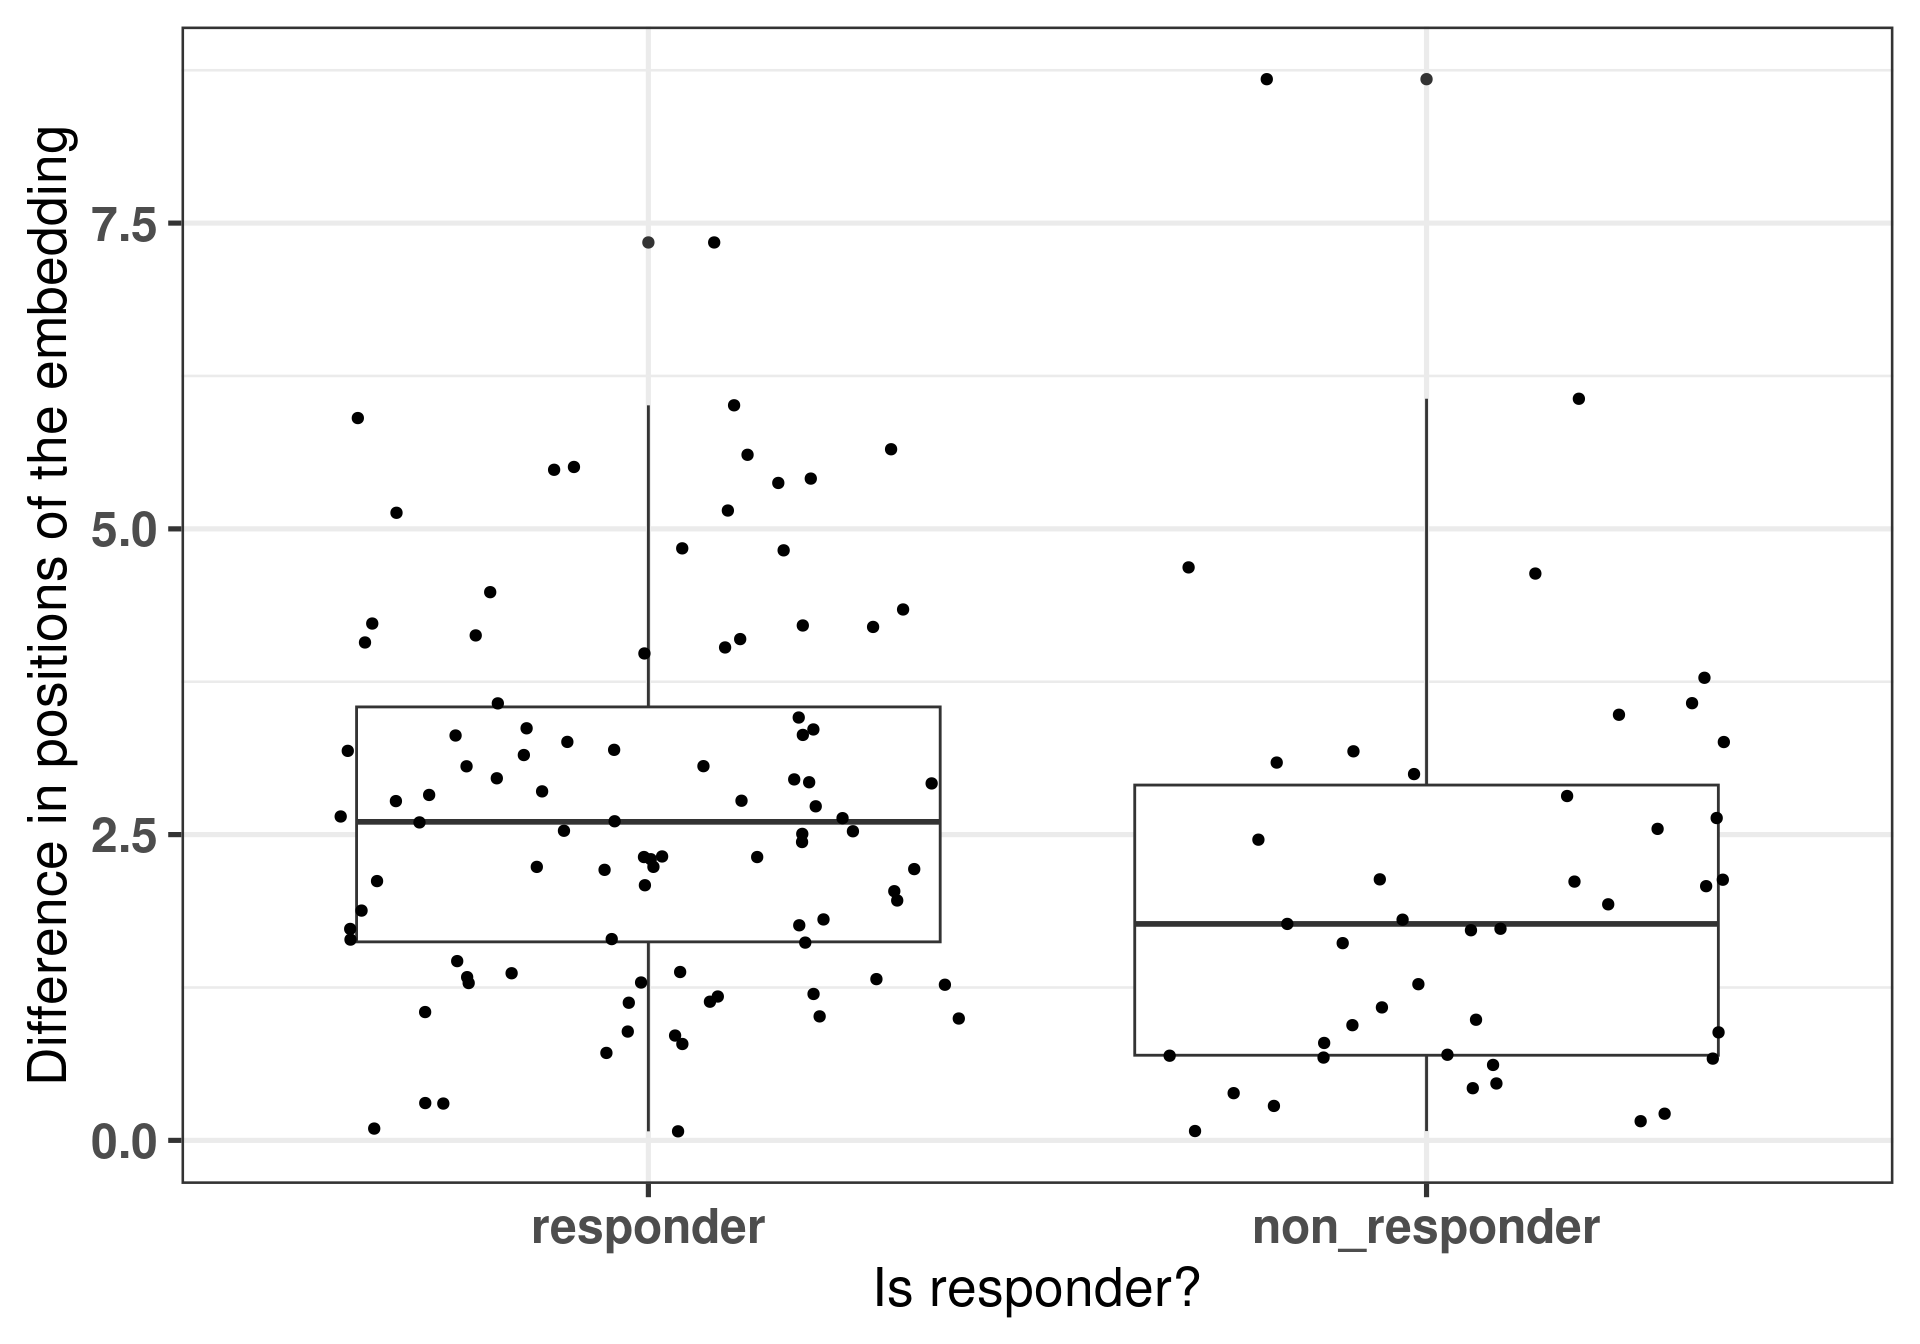 Difference in positions of the embedding
7.5
5.0
2.5
0.0
responder non_responder
Is responder?